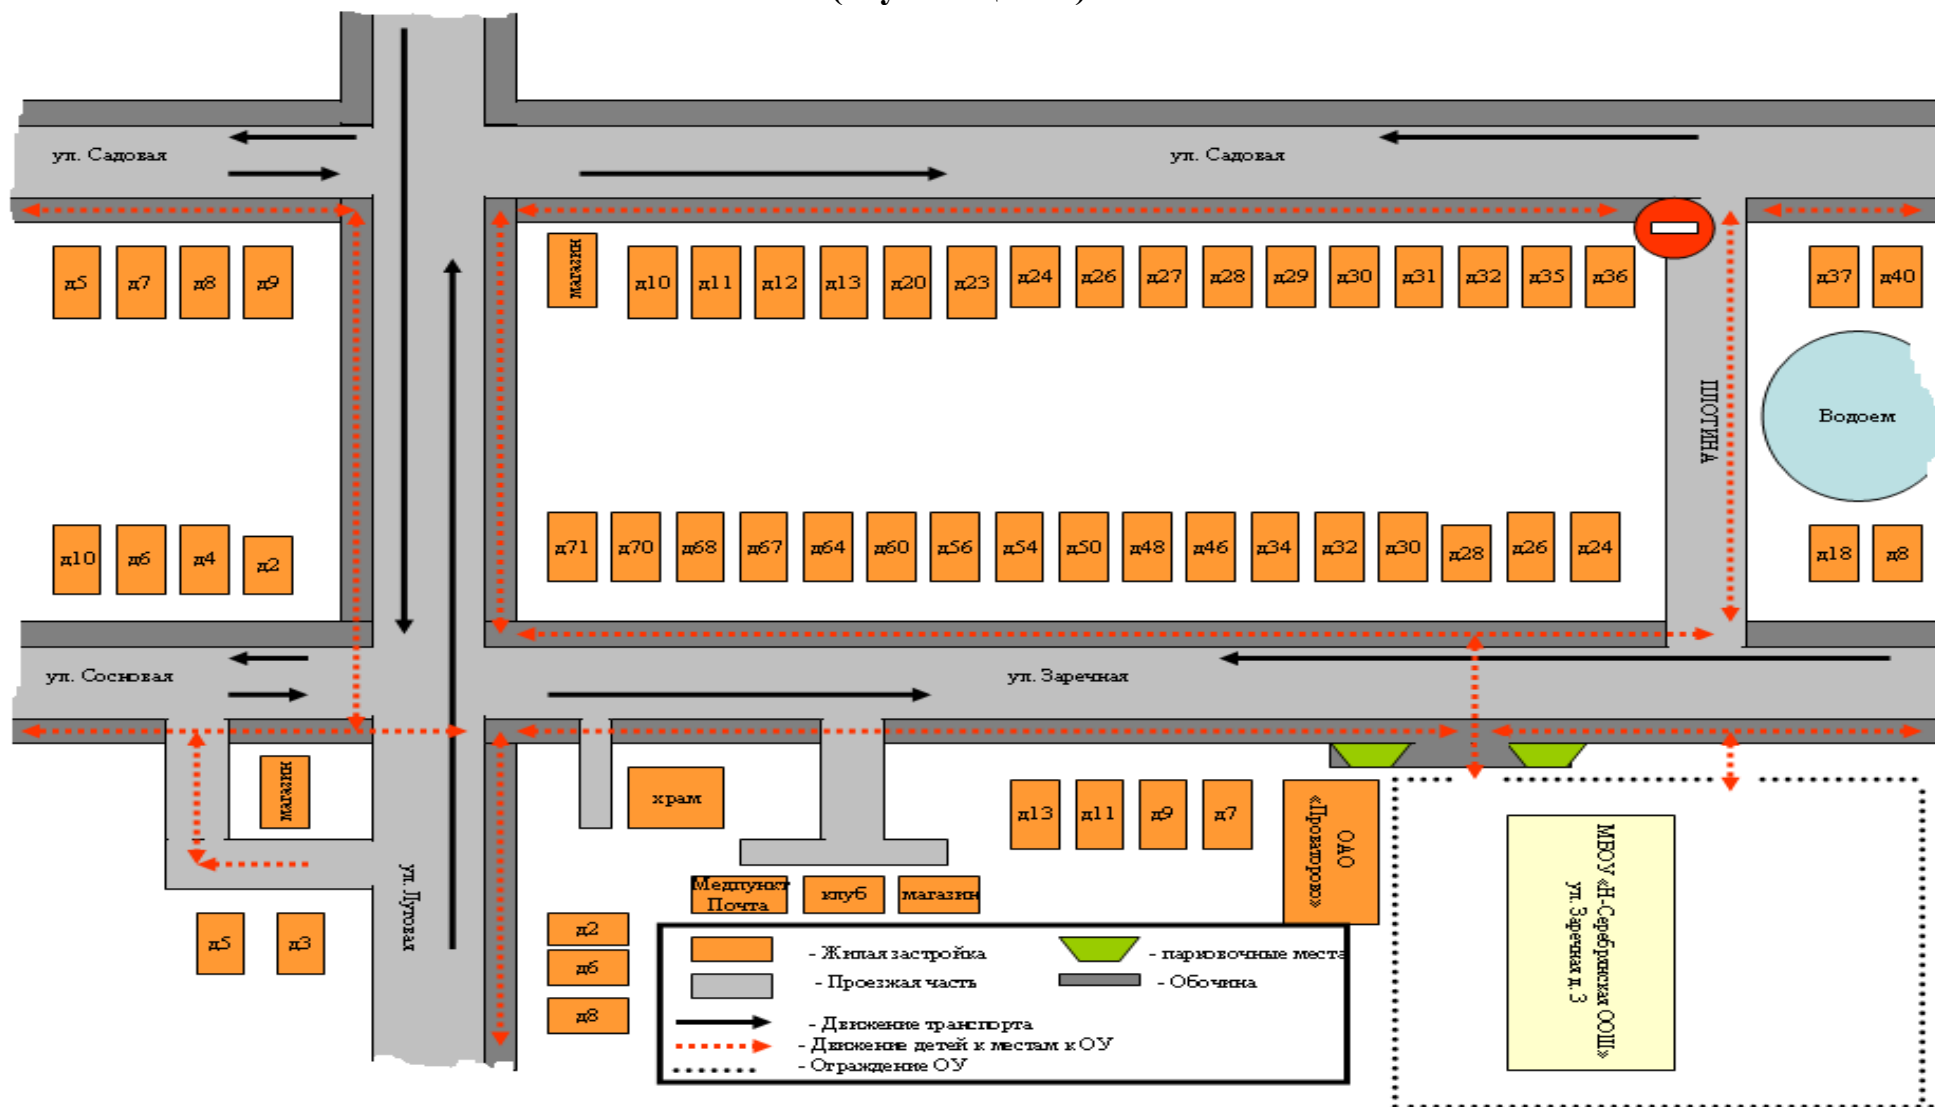 ул. Садовая
ул. Садовая
магазин
д5
д7
д8
д9
д10
д11
д12
д13
д20
д23
д24
д26
д27
д28
д29
д30
д31
д32
д35
д36
д37
д40
ПЛОТИНА
Водоем
д10
д6
д4
д2
д71
д70
д68
д67
д64
д60
д56
д54
д50
д48
д46
д34
д32
д30
д28
д26
д24
д18
д8
ул. Сосновая
ул. Заречная
магазин
храм
д13
д11
д9
д7
ОАО
«Проваторово»
МБОУ «Н-Серебрянская ООШ»
ул. Заречная д. 3
ул. Луговая
Медпункт
Почта
клуб
магазин
д5
д3
д2
д6
д8
- Жилая застройка
- парковочные места
- Проезжая часть
- Обочина
- Движение транспорта
- Движение детей к местам к ОУ
- Ограждение ОУ